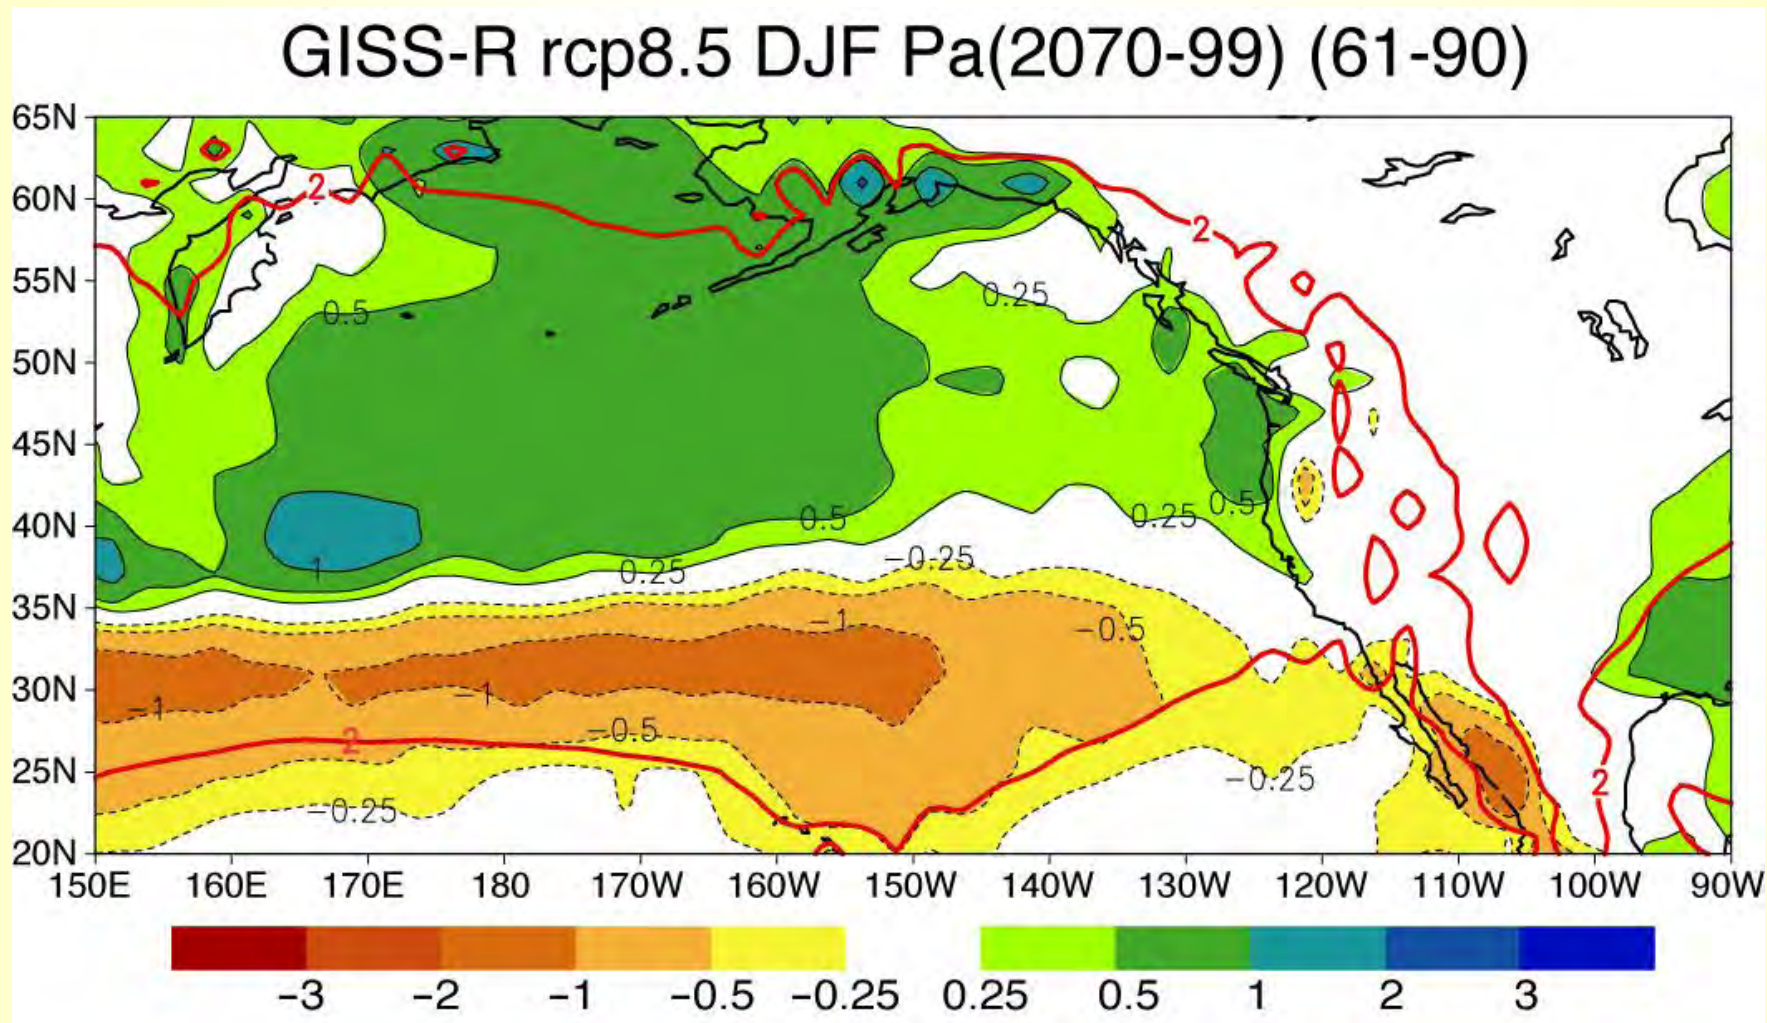 GISS-R rcp8.5 DJF Pa(2070-99) (61-90)
65N
2
60N
2
55N
0.25
0.5
50N
45N
0.5
0.25
0.5
40N
1
0.25
−0.25
35N
−1
−0.5
30N
−1
−1
2
−0.5
25N
−0.25
−0.25
2
20N
150E 160E 170E 180 170W 160W 150W 140W 130W 120W 110W 100W 90W
−3 −2 −1 −0.5 −0.25 0.25 0.5 1 2 3